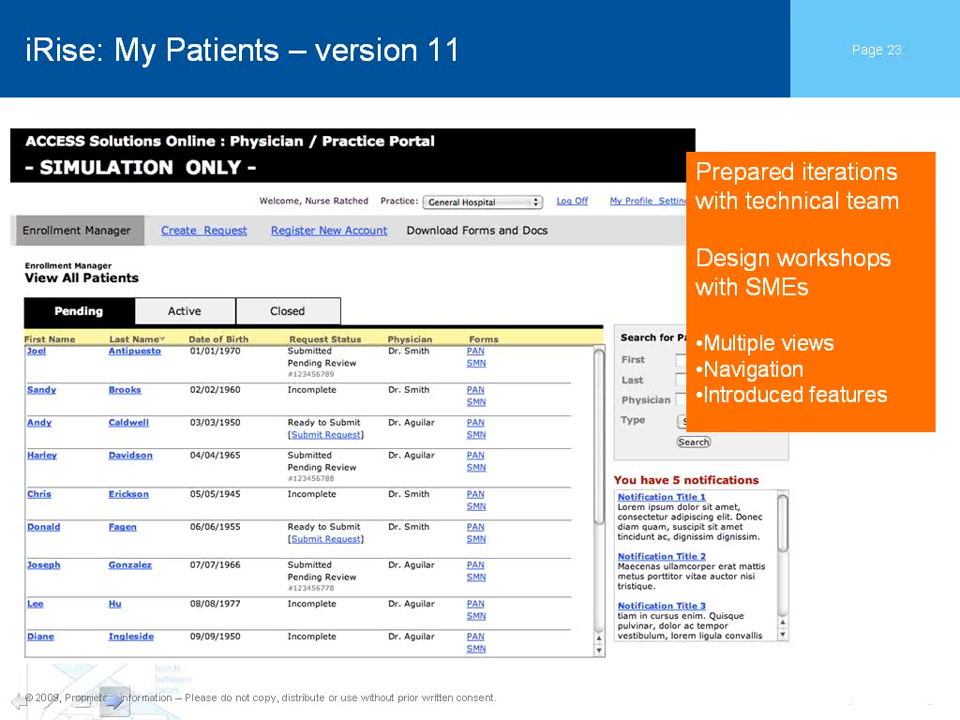 iRise: My Patients – version 11
Page 23
ACCESS Solutions Online : Physician / Practice Portal
- SIMULATION ONLY -
Welcome, Nurse Ratched Practice: General Hospital Log Off My Profile Settin
Enrollment Manager Create Request Register New Account Download Forms and Docs
Enrollment Manager
View All Patients
Pending Active Closed
First Name Last Name Date of Birth Request Status Physician Forms
Joel Antipuesto 01/01/1970 Submitted Dr. Smith PAN
Pending Review SMN
#123456789
Sandy Brooks 02/02/1960 Incomplete Dr. Smith PAN
SMN
Andy Caldwell 03/03/1950 Ready to Submit Dr. Aguilar PAN
[Submit Request] SMN
Harley Davidson 04/04/1965 Submitted Dr. Aguilar PAN
Pending Review SMN
#123456788
Chris Erickson 05/05/1945 Incomplete Dr. Smith PAN
SMN
Donald Fagen 06/06/1955 Ready to Submit Dr. Smith PAN
[Submit Request] SMN
Joseph Gonzalez 07/07/1966 Submitted Dr. Aguilar PAN
Pending Review SMN
#123456778
Lee Hu 08/08/1977 Incomplete Dr. Aguilar PAN
SMN
Diane Ingleside 09/09/1950 Incomplete Dr. Aguilar PAN
SMN
Search for Pa
First
Last
Physician
Type
Search
You have 5 notifications
Notification Title 1
Lorem ipsum dolor sit amet,
consectetur adipiscing elit. Donec
diam quam, suscipit sit amet
tincidunt ac, dignissim dignissim.
Notification Title 2
Maecenas ullamcorper erat mattis
metus porttitor vitae auctor nisi
tristique.
Notification Title 3
tiam in cursus enim. Quisque
pulvinar, dolor ac tempor
vestibulum, lorem ligula convallis
Prepared iterations
with technical team
Design workshops
with SMEs
•Multiple views
•Navigation
•Introduced features
© 2009, Propriet information – Please do not copy, distribute or use without prior written consent.